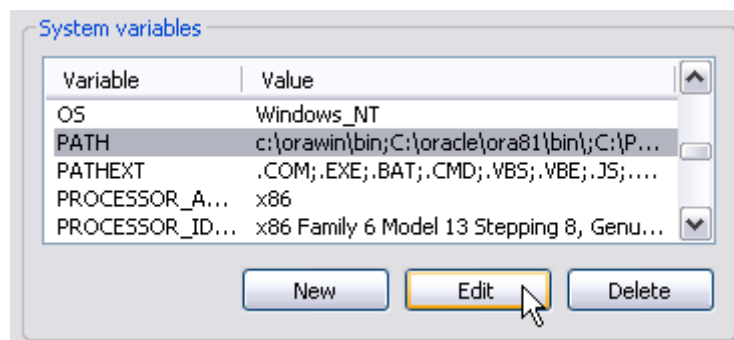 System variables
Variable Value
OS Windows_NT
PATH c:\orawin\bin;C:\oracle\ora81\bin\;C:\P...
PATHEXT .COM;.EXE;.BAT;.CMD;.VBS;.VBE;.JS;....
PROCESSOR_A... x86
PROCESSOR_ID... x86 Family 6 Model 13 Stepping 8, Genu...
New Edit Delete